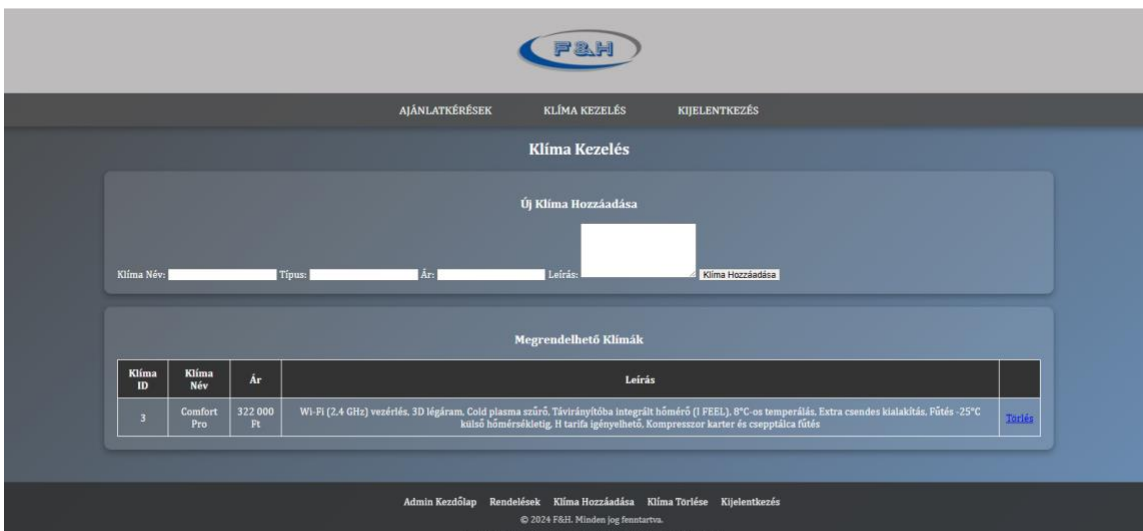 F&H
AJÁNLATKÉRÉSEK KLÍMA KEZELÉS KIJELENTKEZÉS
Klíma Kezelés
Új Klíma Hozzáadása
Klíma Név: Típus: Ár: Leírás: Klíma Hozzáadása
Megrendelhető Klímák
Klíma ID Klíma Név Ár Leírás
3 Comfort Pro 322 000 Ft Wi-Fi (2.4 GHz) vezérlés, 3D légáram, Cold plasma szűrő, Távirányítóba integrált hőmérő (I FEEL), 8°C-os temperálás, Extra csendes kialakítás, Fűtés -25°C
külső hőmérsékletig, H tarifa igényelhető, Kompresszor karter és csepptálca fűtés Törlés
Admin Kezdőlap Rendelések Klíma Hozzáadása Klíma Törlése Kijelentkezés
© 2024 F&H. Minden jog fenntartva.